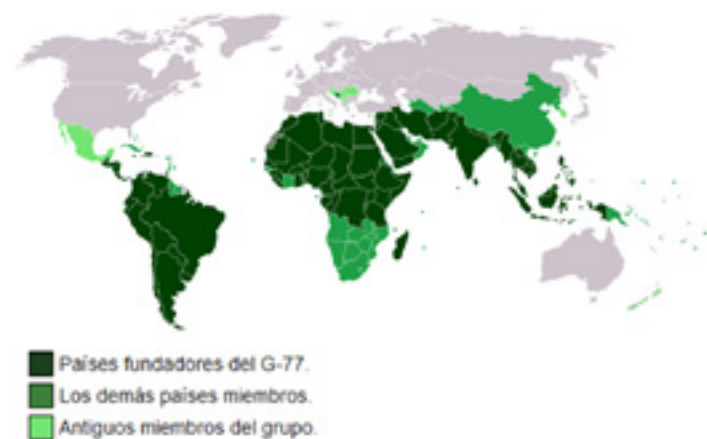 Países fundadores del G-77.
Los demás países miembros.
Antiguos miembros del grupo.